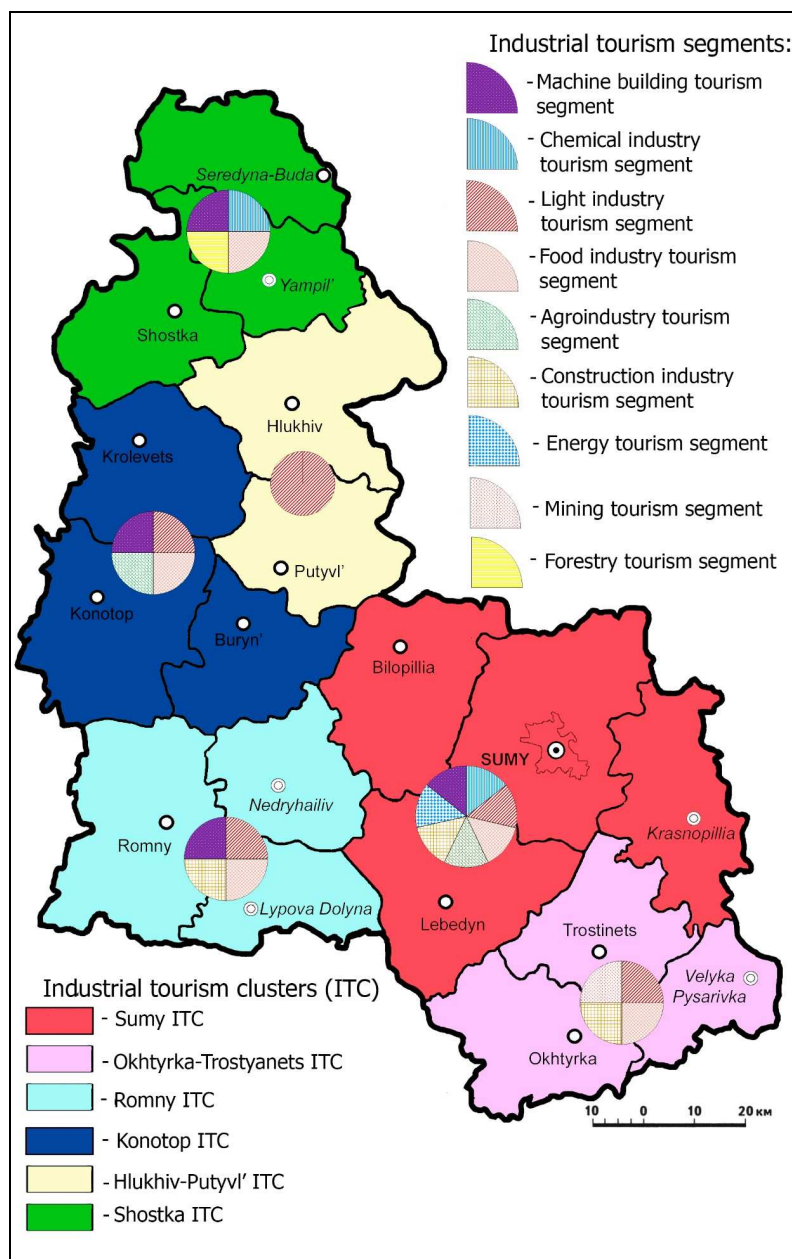 Industrial tourism segments:
- Machine building tourism
segment
- Chemical industry
tourism segment
- Light industry
tourism segment
- Food industry tourism
segment
- Agroindustry tourism
segment
- Construction industry
tourism segment
- Energy tourism segment
- Mining tourism segment
- Forestry tourism segment
Seredyna-Buda
Yampil'
Shostka
Hlukhiv
Krolevets
Putyvl'
Konotop
Buryn'
Bilopillia
SUMY
Nedryhailiv
Krasnopillia
Romny
Lypova Dolyna
Lebedyn
Trostinets
Velyka
Pysarivka
Okhtyrka
10 0 10 20 км
Industrial tourism clusters (ITC)
- Sumy ITC
- Okhtyrka-Trostyanets ITC
- Romny ITC
- Konotop ITC
- Hlukhiv-Putyvl’ ITC
- Shostka ITC